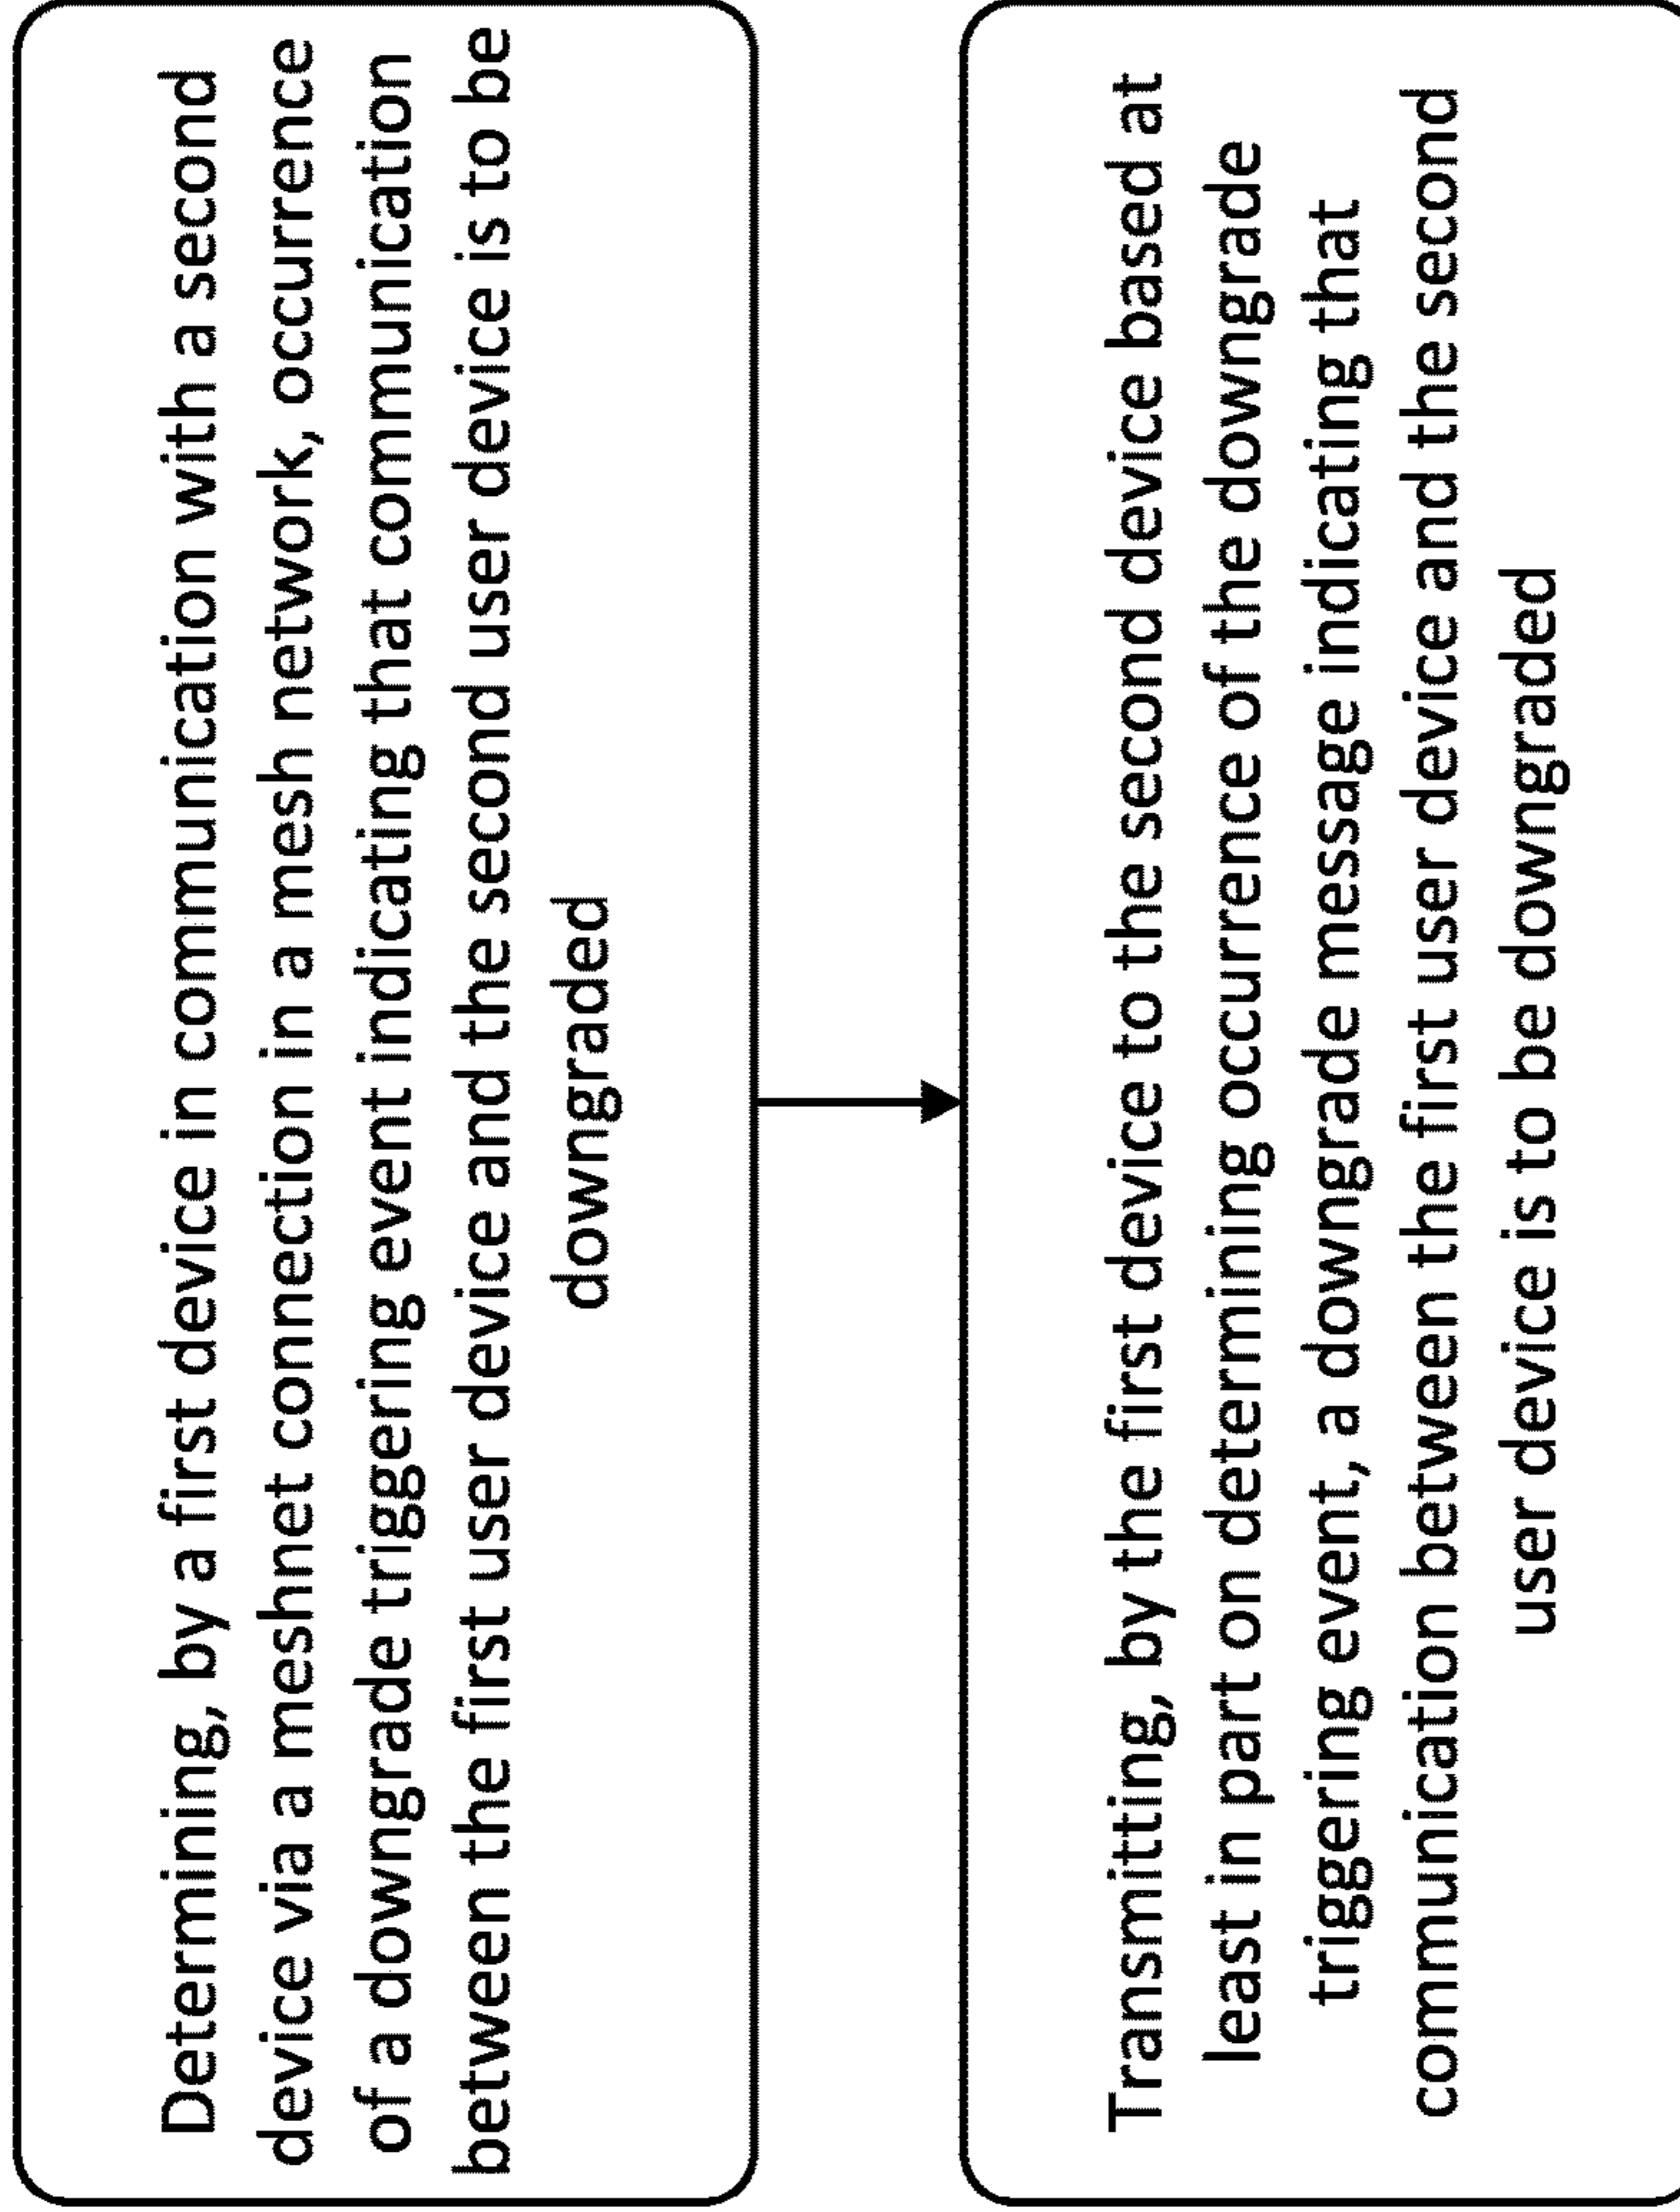 Determining, by a first device in communication with a second
device via a meshnet connection in a mesh network, occurrence
of a downgrade triggering event indicating that communication
between the first user device and the second user device is to be
downgraded
Transmitting, by the first device to the second device based at
least in part on determining occurrence of the downgrade
triggering event, a downgrade message indicating that
communication between the first user device and the second
user device is to be downgraded